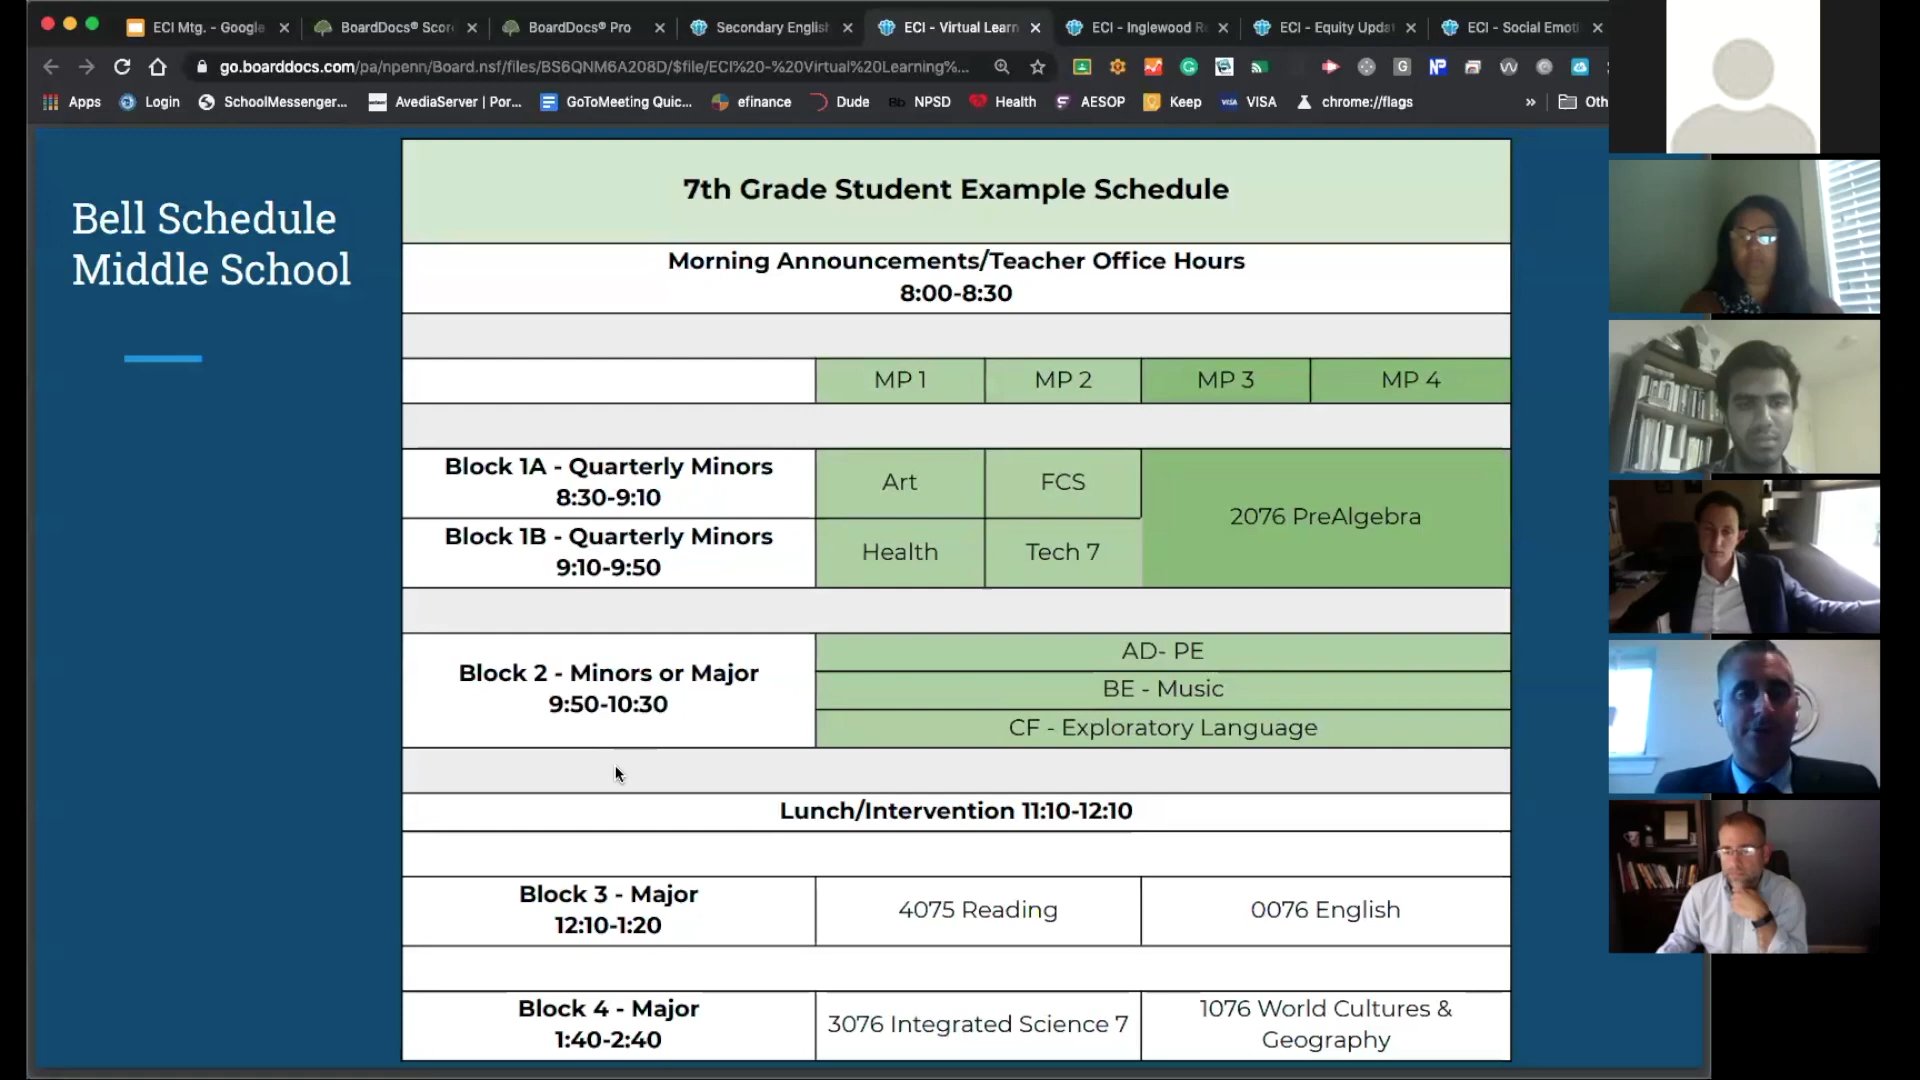 ECI Mtg. - Google
BoardDocs® Score
BoardDocs® Pro
Secondary English
ECI - Virtual Learn
ECI - Inglewood R
ECI - Equity Updat
ECI - Social Emoti
go.boarddocs.com/pa/npenn/Board.nsf/files/BS6QNM6A208D/$file/ECI%20-%20Virtual%20Learning%...
Apps
Login
SchoolMessenger...
AvediaServer | Por...
GoToMeeting Quic...
efinance
Dude
Bb
NPSD
Health
AESOP
Keep
VISA
VISA
chrome://flags
»
Oth
Bell Schedule
Middle School
7th Grade Student Example Schedule
Morning Announcements/Teacher Office Hours
8:00-8:30
MP 1
MP 2
MP 3
MP 4
Block 1A - Quarterly Minors
8:30-9:10
Art
FCS
2076 PreAlgebra
Block 1B - Quarterly Minors
9:10-9:50
Health
Tech 7
Block 2 - Minors or Major
9:50-10:30
AD- PE
BE - Music
CF - Exploratory Language
Lunch/Intervention 11:10-12:10
Block 3 - Major
12:10-1:20
4075 Reading
0076 English
Block 4 - Major
1:40-2:40
3076 Integrated Science 7
1076 World Cultures &
Geography